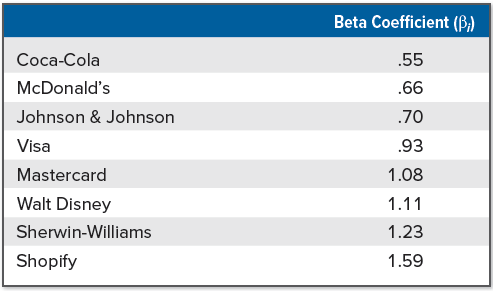 Beta Coefficient (βi)
Coca-Cola .55
McDonald's .66
Johnson & Johnson .70
Visa .93
Mastercard 1.08
Walt Disney 1.11
Sherwin-Williams 1.23
Shopify 1.59